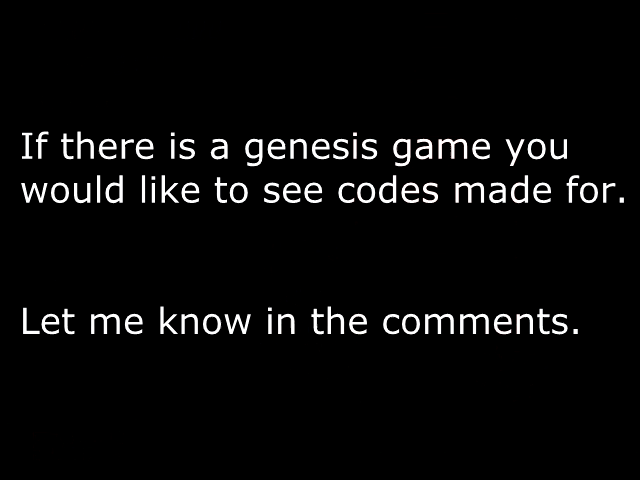 If there is a genesis game you
would like to see codes made for.
Let me know in the comments.